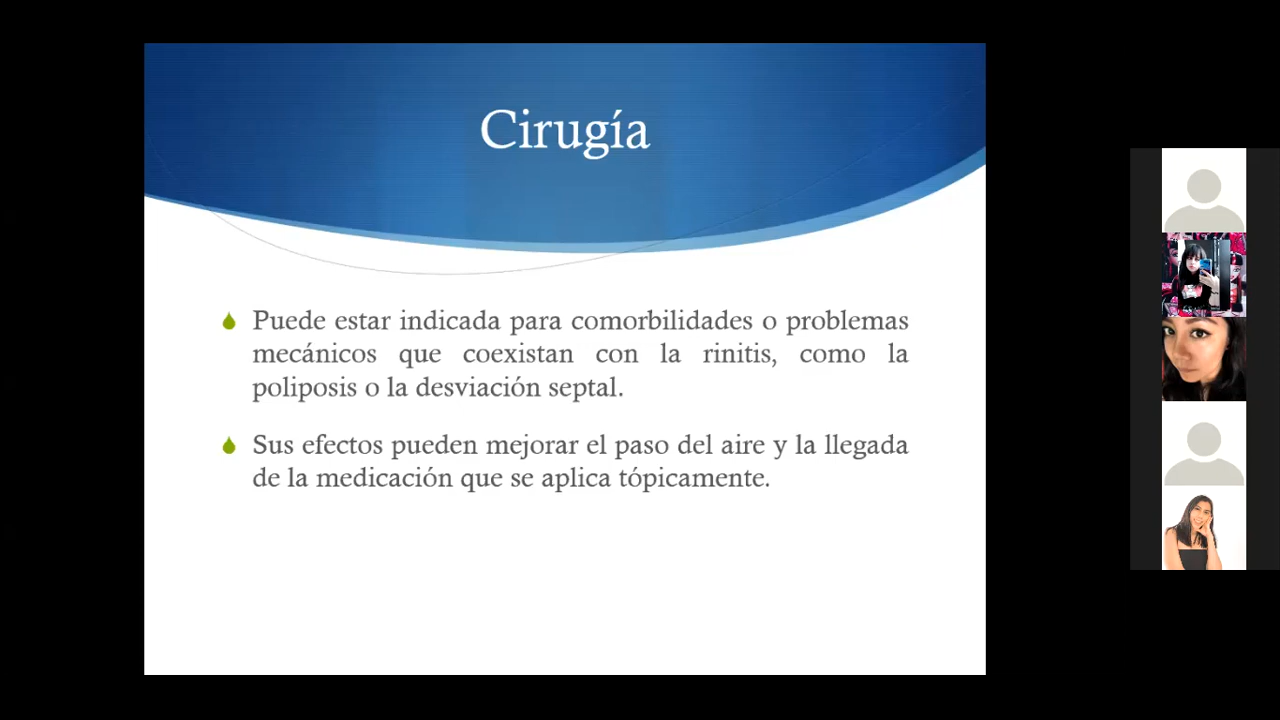 Cirugía
Puede estar indicada para comorbilidades o problemas
mecánicos que coexistan con la rinitis, como la
poliposis o la desviación septal.
Sus efectos pueden mejorar el paso del aire y la llegada
de la medicación que se aplica tópicamente.